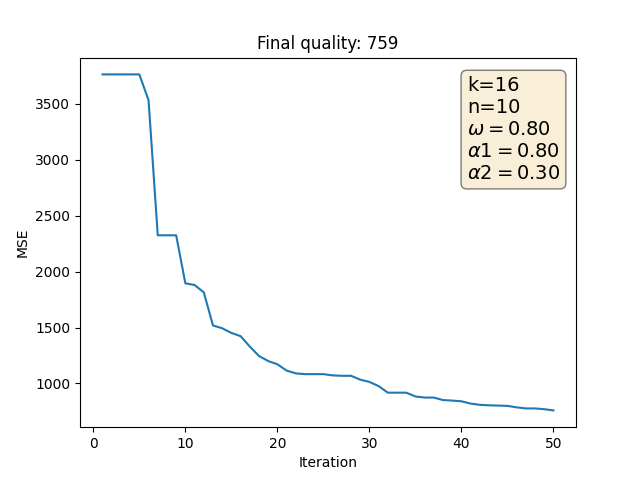 Final quality: 759
k=16
n=10
ω = 0.80
α1 = 0.80
α2 = 0.30
MSE
3500
3000
2500
2000
1500
1000
0 10 20 30 40 50
Iteration